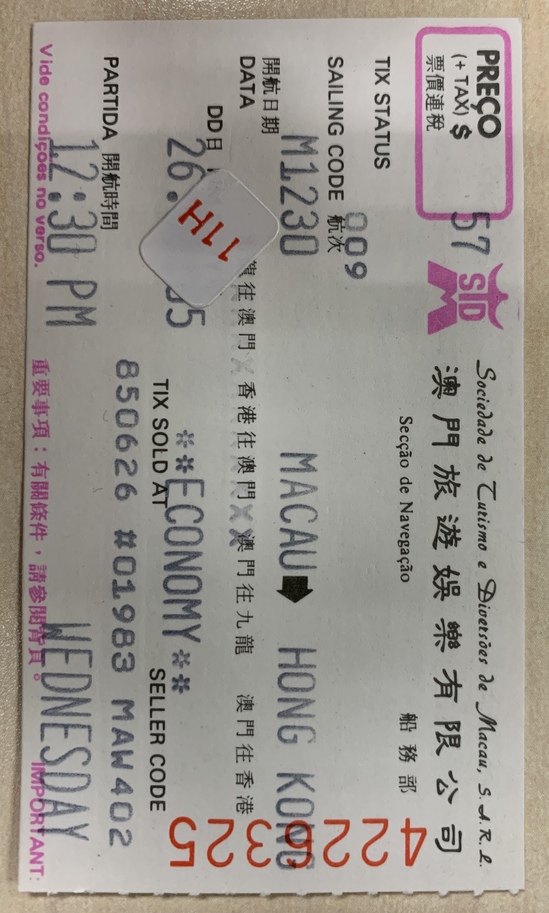 Sociedade de Turismo e Diversões de Macau, S.A.R.L.
STDM
澳門旅遊娛樂有限公司
Secção de Navegação 船務部
PREÇO
(+ TAX) $ 57
票價連稅
TIX STATUS 009
SAILING CODE 航次 M1230
MACAU ➡ HONG KONG
開航日期
DATA
往澳門 香港往澳門 澳門往九龍 澳門往香港
DD日
26. 11H
**ECONOMY**
TIX SOLD AT SELLER CODE
850626 #01983 MAW402
PARTIDA 開航時間
12:30 PM WEDNESDAY
Vide condições no verso. 重要事項：有關條件，請參閱背頁。 IMPORTANT:
4226325